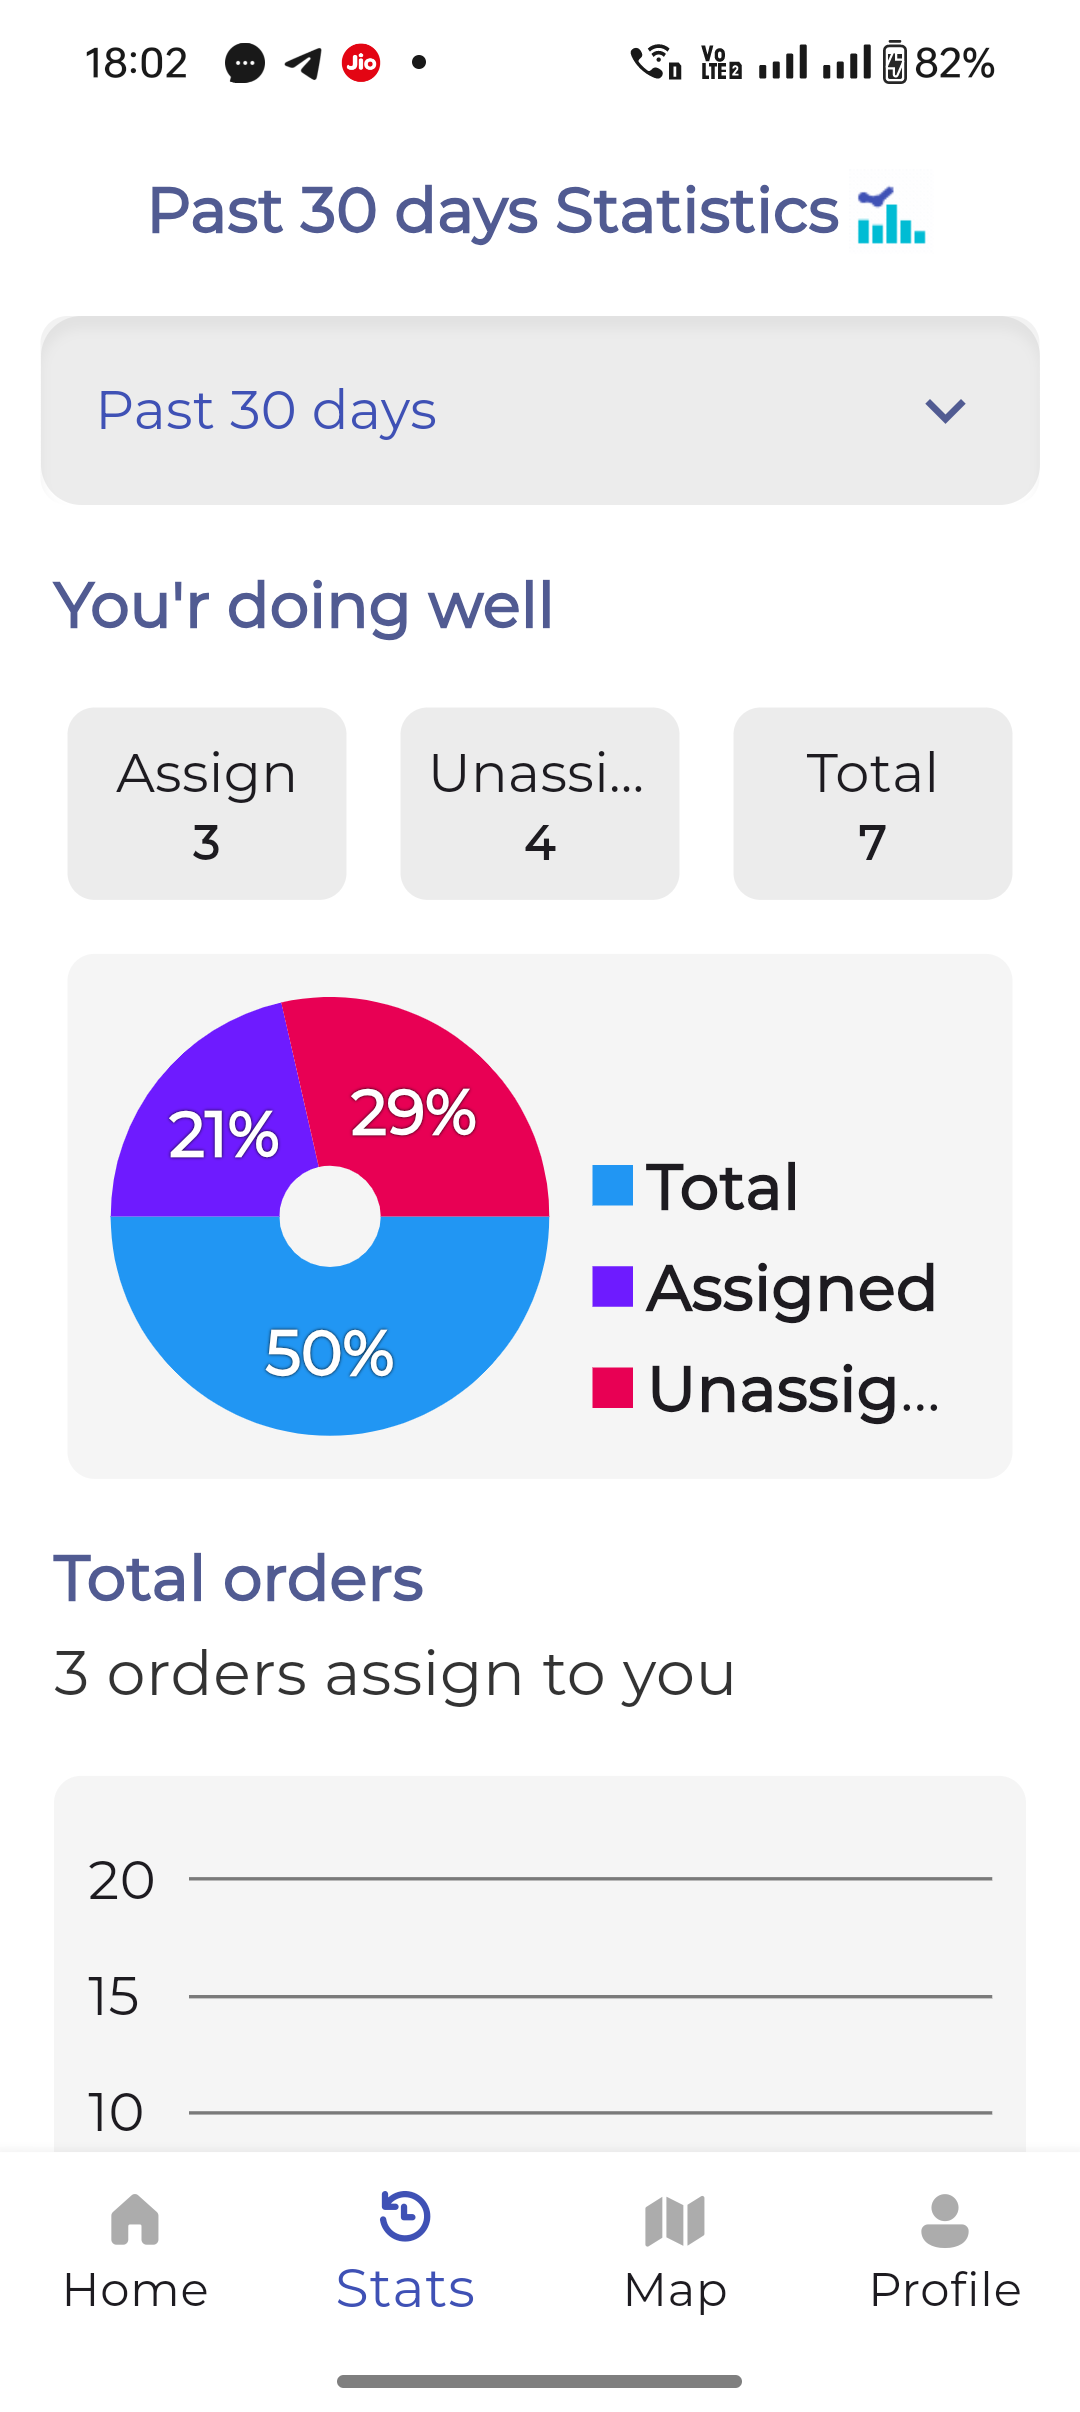 18:02 Jio VoLTE2 82%
Past 30 days Statistics
Past 30 days
You'r doing well
Assign Unassi... Total
3 4 7
29%
21%
50%
Total
Assigned
Unassig...
Total orders
3 orders assign to you
20
15
10
Home Stats Map Profile